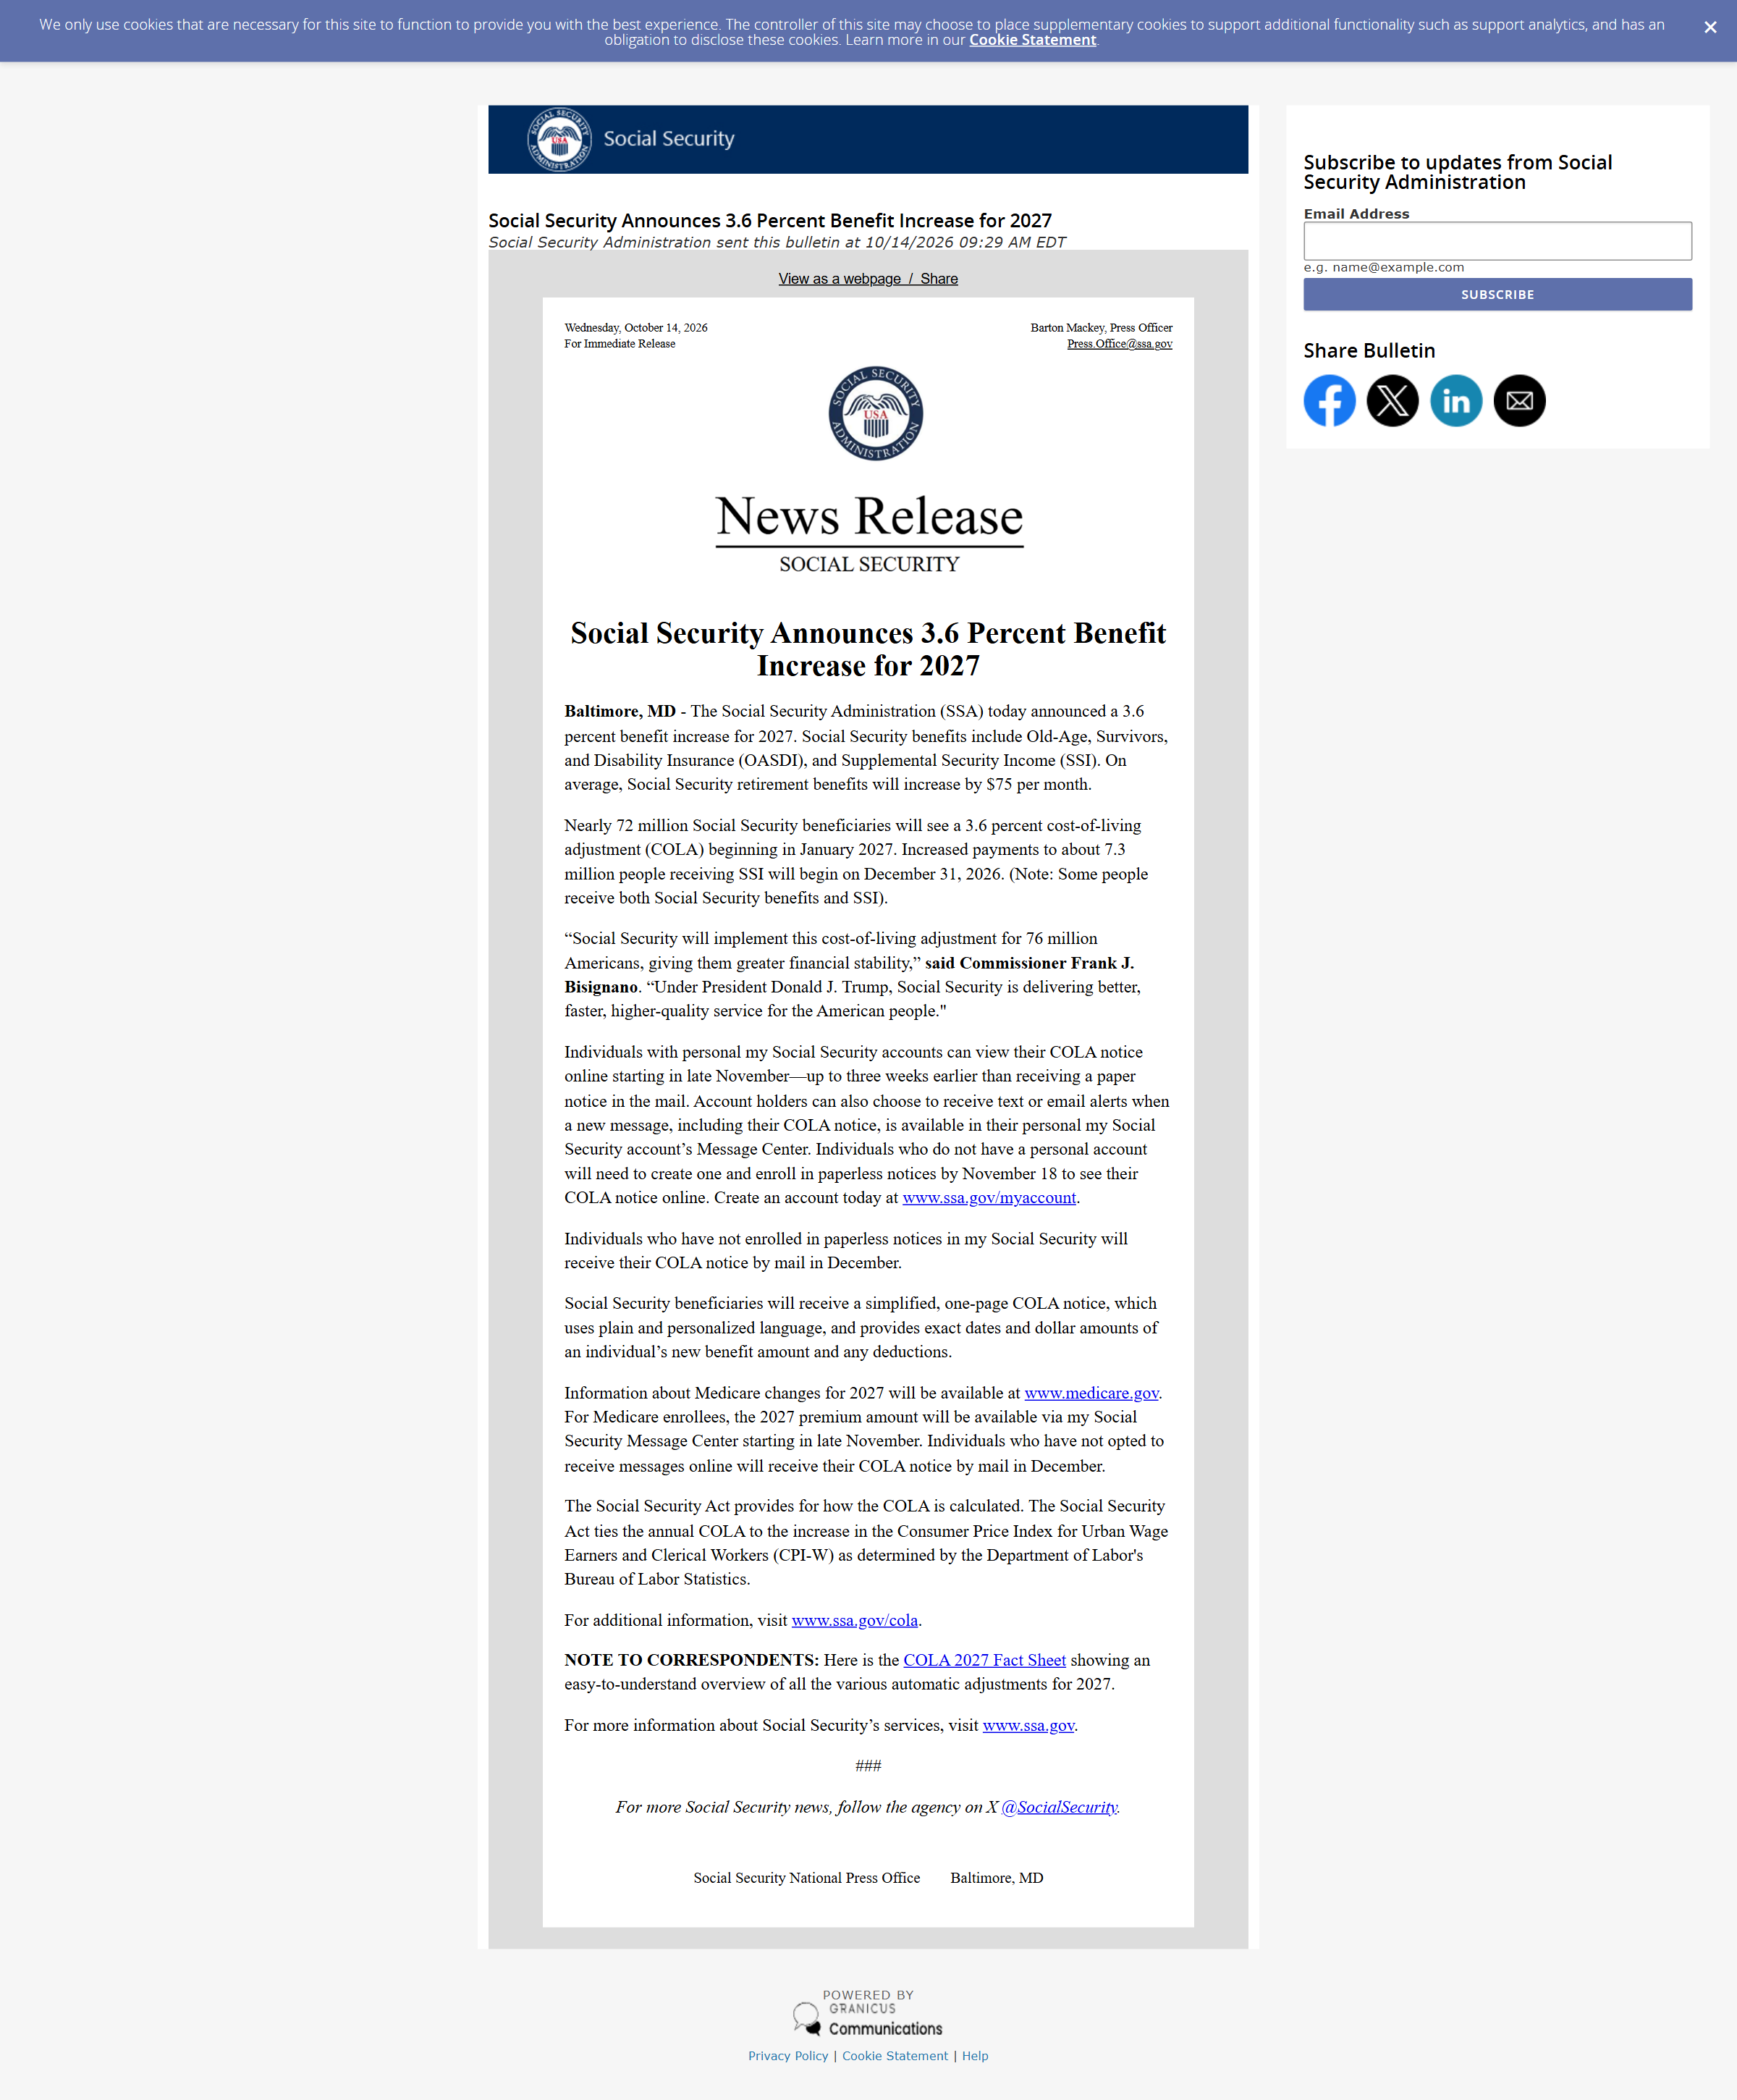 We only use cookies that are necessary for this site to function to provide you with the best experience. The controller of this site may choose to place supplementary cookies to support additional functionality such as support analytics, and has an
obligation to disclose these cookies. Learn more in our Cookie Statement.
SOCIAL SECURITY ADMINISTRATION
USA
Social Security
Social Security Announces 3.6 Percent Benefit Increase for 2027
Social Security Administration sent this bulletin at 10/14/2026 09:29 AM EDT
View as a webpage / Share
Wednesday, October 14, 2026
For Immediate Release
Barton Mackey, Press Officer
Press.Office@ssa.gov
SOCIAL SECURITY ADMINISTRATION
USA
News Release
SOCIAL SECURITY
Social Security Announces 3.6 Percent Benefit
Increase for 2027
Baltimore, MD - The Social Security Administration (SSA) today announced a 3.6
percent benefit increase for 2027. Social Security benefits include Old-Age, Survivors,
and Disability Insurance (OASDI), and Supplemental Security Income (SSI). On
average, Social Security retirement benefits will increase by $75 per month.
Nearly 72 million Social Security beneficiaries will see a 3.6 percent cost-of-living
adjustment (COLA) beginning in January 2027. Increased payments to about 7.3
million people receiving SSI will begin on December 31, 2026. (Note: Some people
receive both Social Security benefits and SSI).
“Social Security will implement this cost-of-living adjustment for 76 million
Americans, giving them greater financial stability,” said Commissioner Frank J.
Bisignano. “Under President Donald J. Trump, Social Security is delivering better,
faster, higher-quality service for the American people."
Individuals with personal my Social Security accounts can view their COLA notice
online starting in late November—up to three weeks earlier than receiving a paper
notice in the mail. Account holders can also choose to receive text or email alerts when
a new message, including their COLA notice, is available in their personal my Social
Security account’s Message Center. Individuals who do not have a personal account
will need to create one and enroll in paperless notices by November 18 to see their
COLA notice online. Create an account today at www.ssa.gov/myaccount.
Individuals who have not enrolled in paperless notices in my Social Security will
receive their COLA notice by mail in December.
Social Security beneficiaries will receive a simplified, one-page COLA notice, which
uses plain and personalized language, and provides exact dates and dollar amounts of
an individual’s new benefit amount and any deductions.
Information about Medicare changes for 2027 will be available at www.medicare.gov.
For Medicare enrollees, the 2027 premium amount will be available via my Social
Security Message Center starting in late November. Individuals who have not opted to
receive messages online will receive their COLA notice by mail in December.
The Social Security Act provides for how the COLA is calculated. The Social Security
Act ties the annual COLA to the increase in the Consumer Price Index for Urban Wage
Earners and Clerical Workers (CPI-W) as determined by the Department of Labor's
Bureau of Labor Statistics.
For additional information, visit www.ssa.gov/cola.
NOTE TO CORRESPONDENTS: Here is the COLA 2027 Fact Sheet showing an
easy-to-understand overview of all the various automatic adjustments for 2027.
For more information about Social Security’s services, visit www.ssa.gov.
###
For more Social Security news, follow the agency on X @SocialSecurity.
Social Security National Press Office Baltimore, MD
Subscribe to updates from Social
Security Administration
Email Address
e.g. name@example.com
SUBSCRIBE
Share Bulletin
POWERED BY
GRANICUS
Communications
Privacy Policy | Cookie Statement | Help